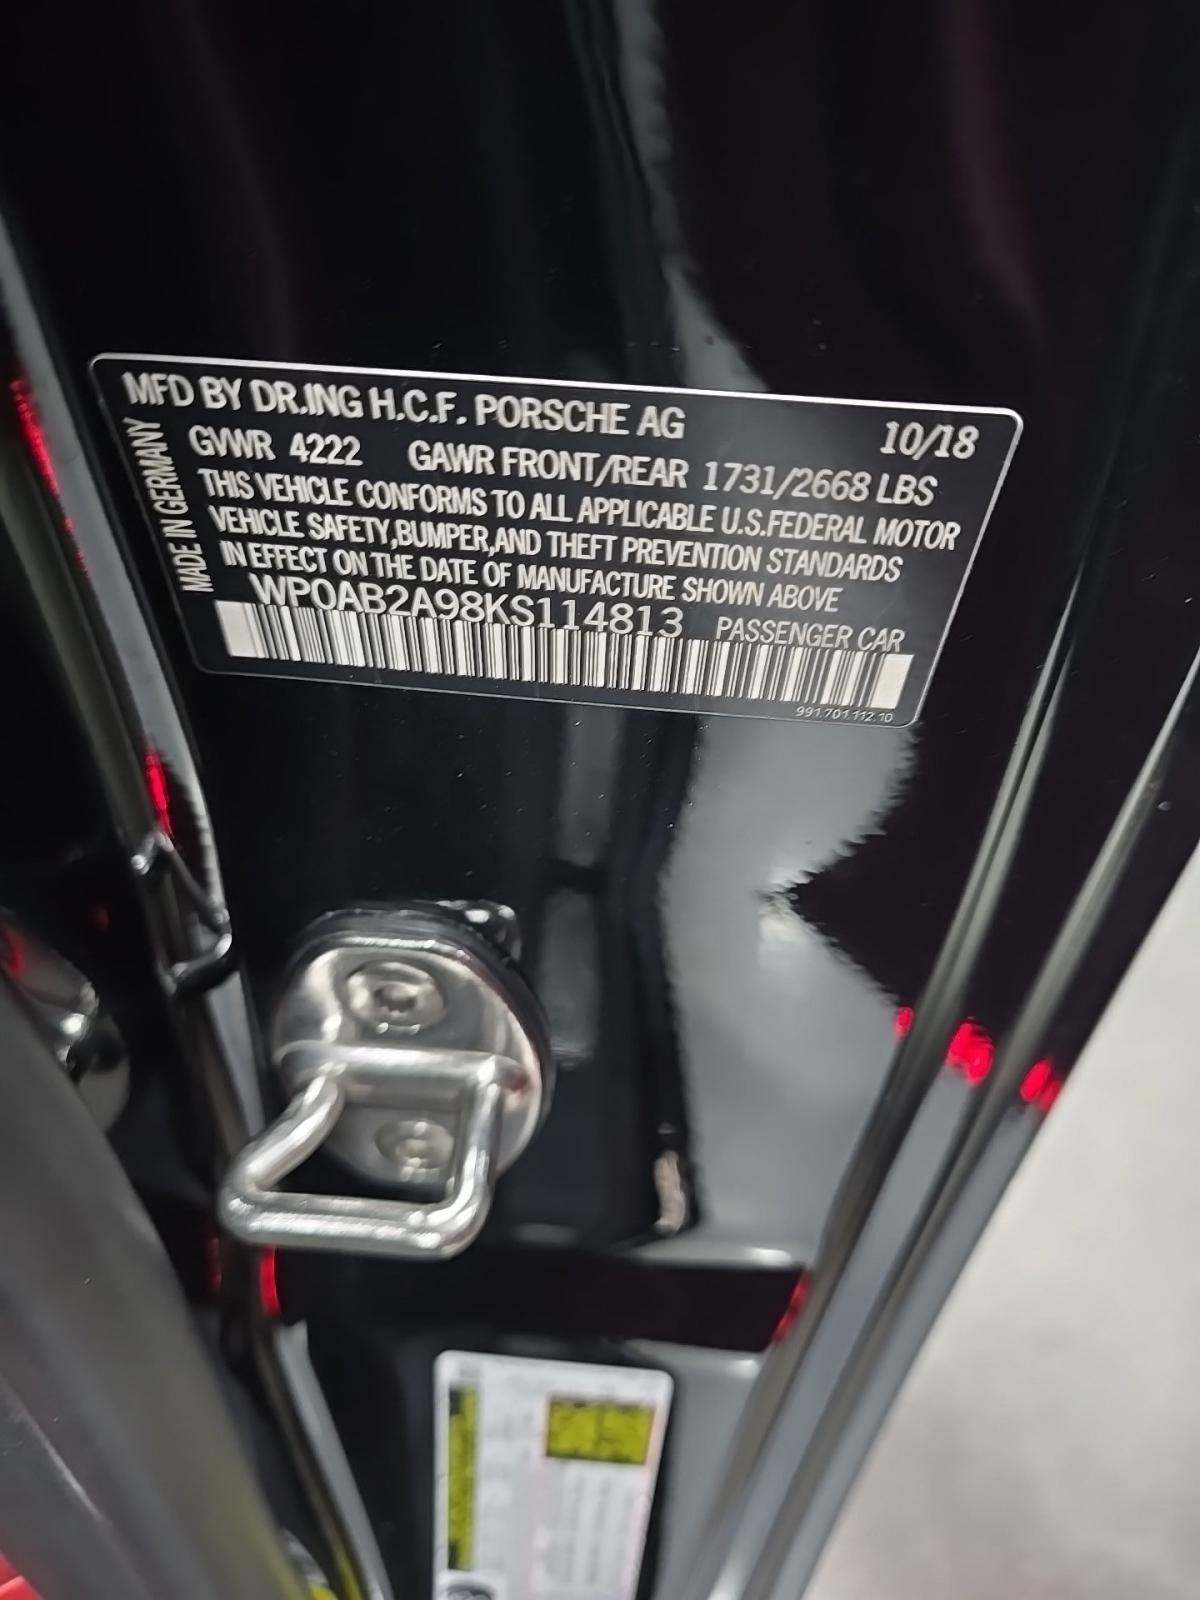 MFD BY DR.ING H.C.F. PORSCHE AG 10/18
GVWR 4222 GAWR FRONT/REAR 1731/2668 LBS
THIS VEHICLE CONFORMS TO ALL APPLICABLE U.S.FEDERAL MOTOR
VEHICLE SAFETY,BUMPER,AND THEFT PREVENTION STANDARDS
IN EFFECT ON THE DATE OF MANUFACTURE SHOWN ABOVE
WP0AB2A98KS114813 PASSENGER CAR
991.701.112.10
MADE IN GERMANY